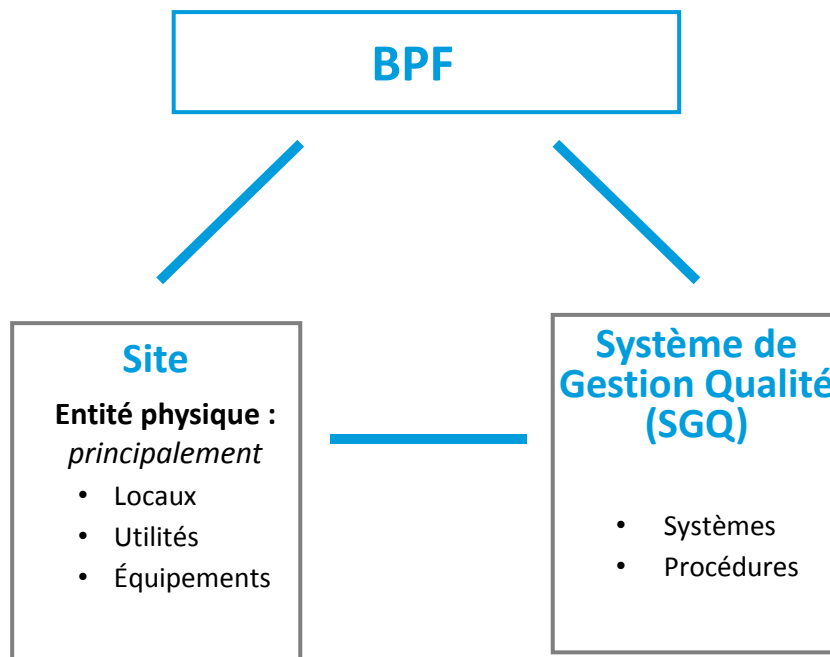 BPF
Site
Entité physique :
principalement
• Locaux
• Utilités
• Équipements
Système de
Gestion Qualité
(SGQ)
• Systèmes
• Procédures